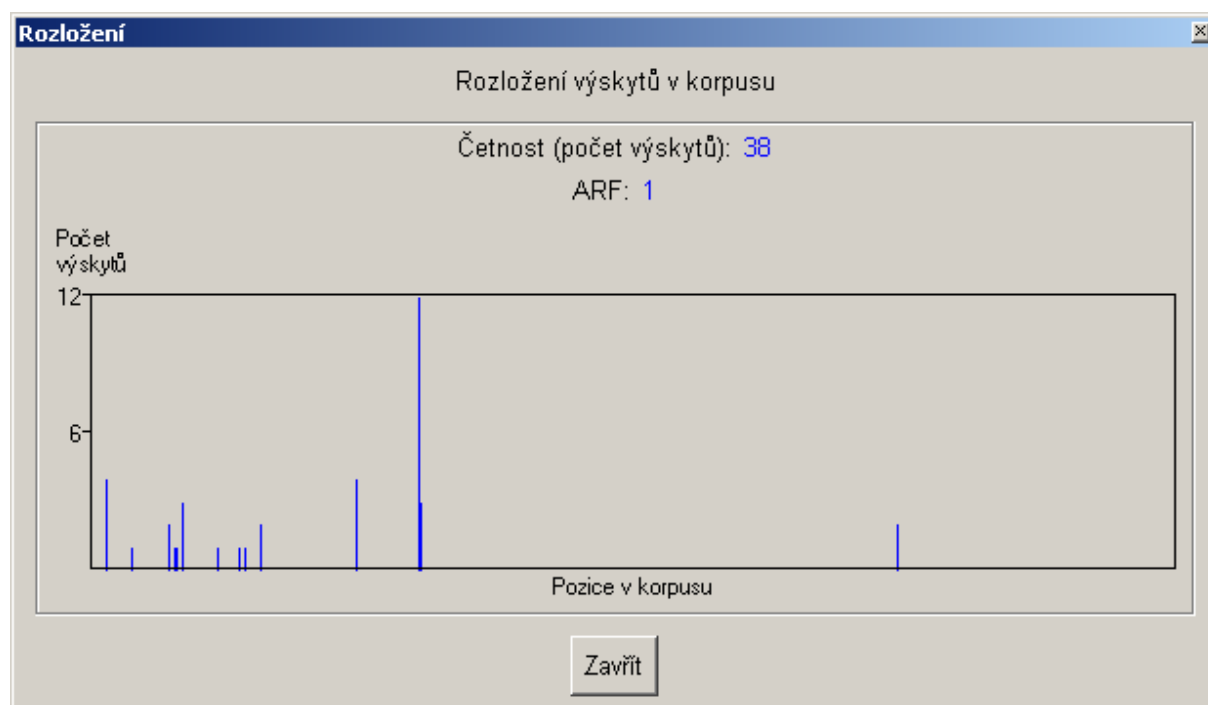 Rozložení
Rozložení výskytů v korpusu
Četnost (počet výskytů): 38
ARF: 1
Počet
výskytů
12
6
Pozice v korpusu
Zavřít